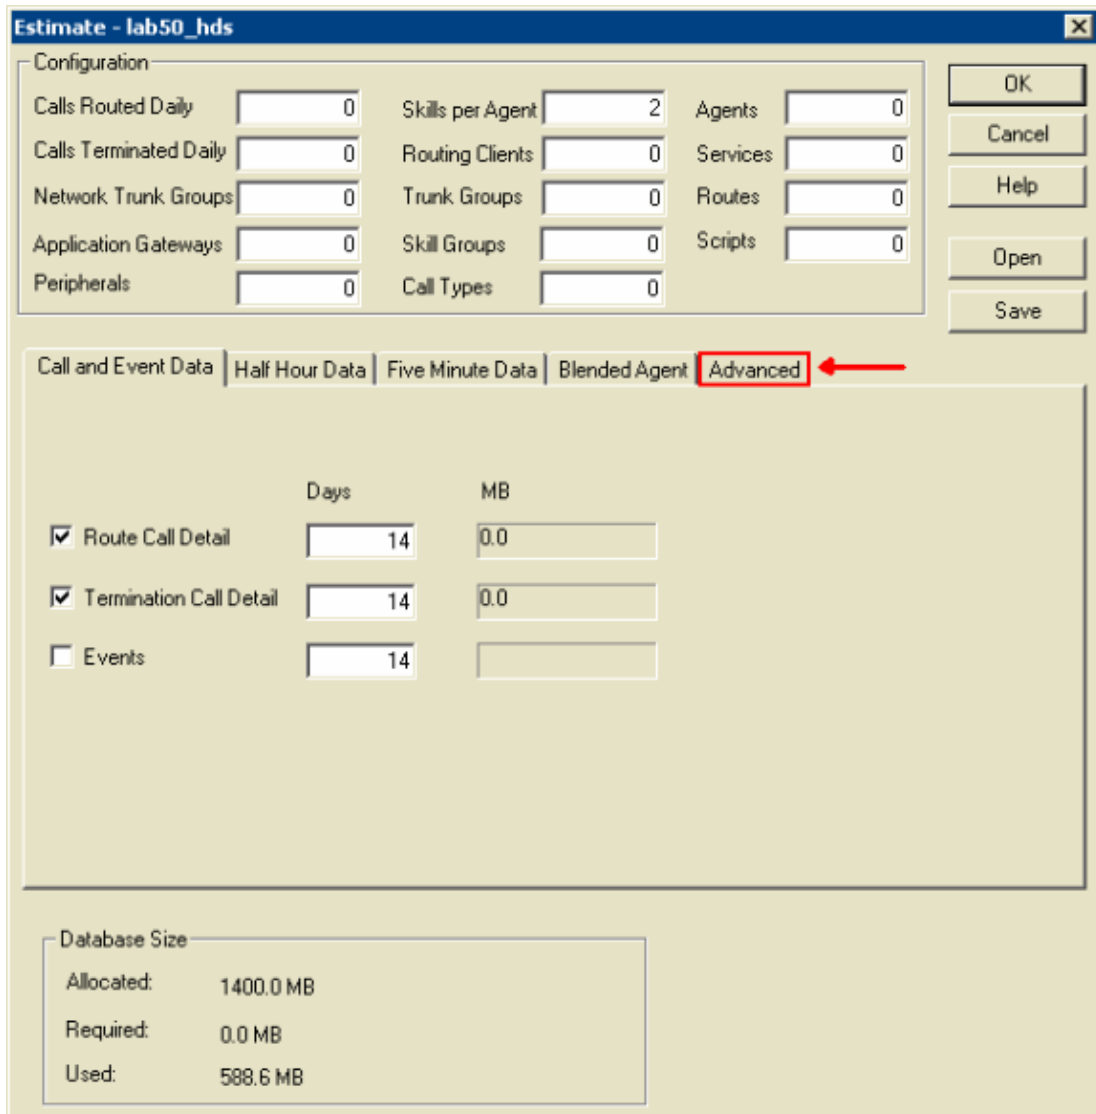 Estimate - lab50_hds
Configuration
Calls Routed Daily 0 Skills per Agent 2 Agents 0
Calls Terminated Daily 0 Routing Clients 0 Services 0
Network Trunk Groups 0 Trunk Groups 0 Routes 0
Application Gateways 0 Skill Groups 0 Scripts 0
Peripherals 0 Call Types 0
OK
Cancel
Help
Open
Save
Call and Event Data Half Hour Data Five Minute Data Blended Agent Advanced
Days MB
Route Call Detail 14 0.0
Termination Call Detail 14 0.0
Events 14
Database Size
Allocated: 1400.0 MB
Required: 0.0 MB
Used: 588.6 MB